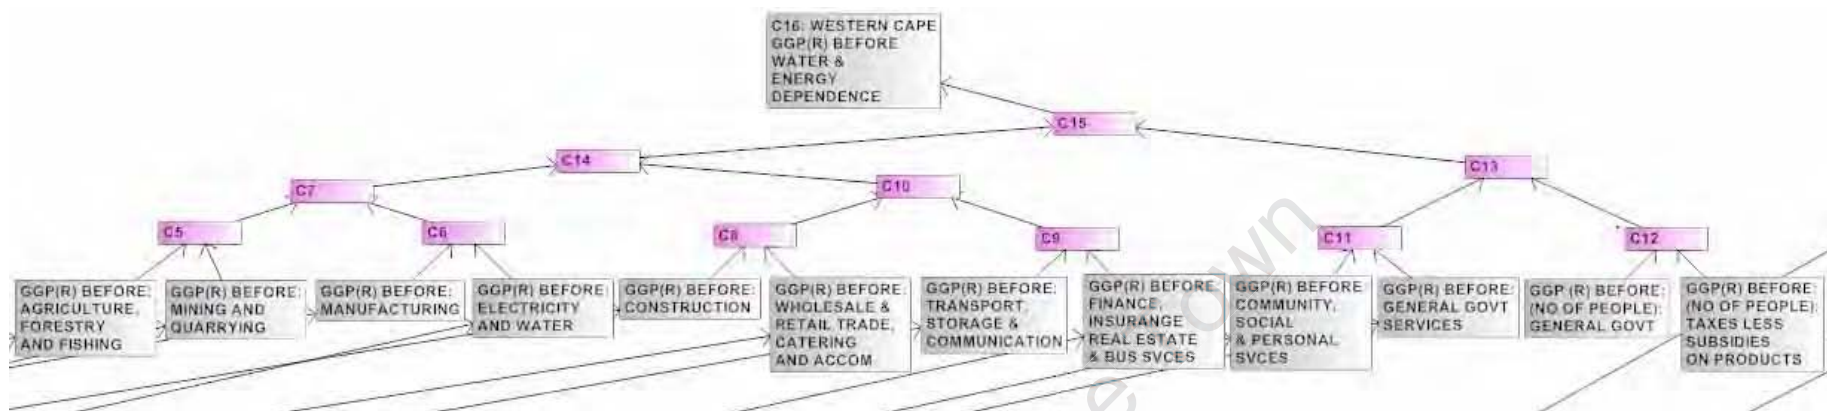 C16: WESTERN CAPE
GGP(R) BEFORE
WATER &
ENERGY
DEPENDENCE
C15
C14
C13
C7
C10
C5
C6
C8
C9
C11
C12
GGP(R) BEFORE:
AGRICULTURE,
FORESTRY
AND FISHING
GGP(R) BEFORE:
MINING AND
QUARRYING
GGP(R) BEFORE:
MANUFACTURING
GGP(R) BEFORE:
ELECTRICITY
AND WATER
GGP(R) BEFORE:
CONSTRUCTION
GGP(R) BEFORE:
WHOLESALE &
RETAIL TRADE,
CATERING
AND ACCOM
GGP(R) BEFORE:
TRANSPORT,
STORAGE &
COMMUNICATION
GGP(R) BEFORE:
FINANCE,
INSURANGE
REAL ESTATE
& BUS SVCES
GGP(R) BEFORE:
COMMUNITY,
SOCIAL
& PERSONAL
SVCES
GGP(R) BEFORE:
GENERAL GOVT
SERVICES
GGP (R) BEFORE:
(NO OF PEOPLE):
GENERAL GOVT
GGP(R) BEFORE:
(NO OF PEOPLE):
TAXES LESS
SUBSIDIES
ON PRODUCTS
e
own